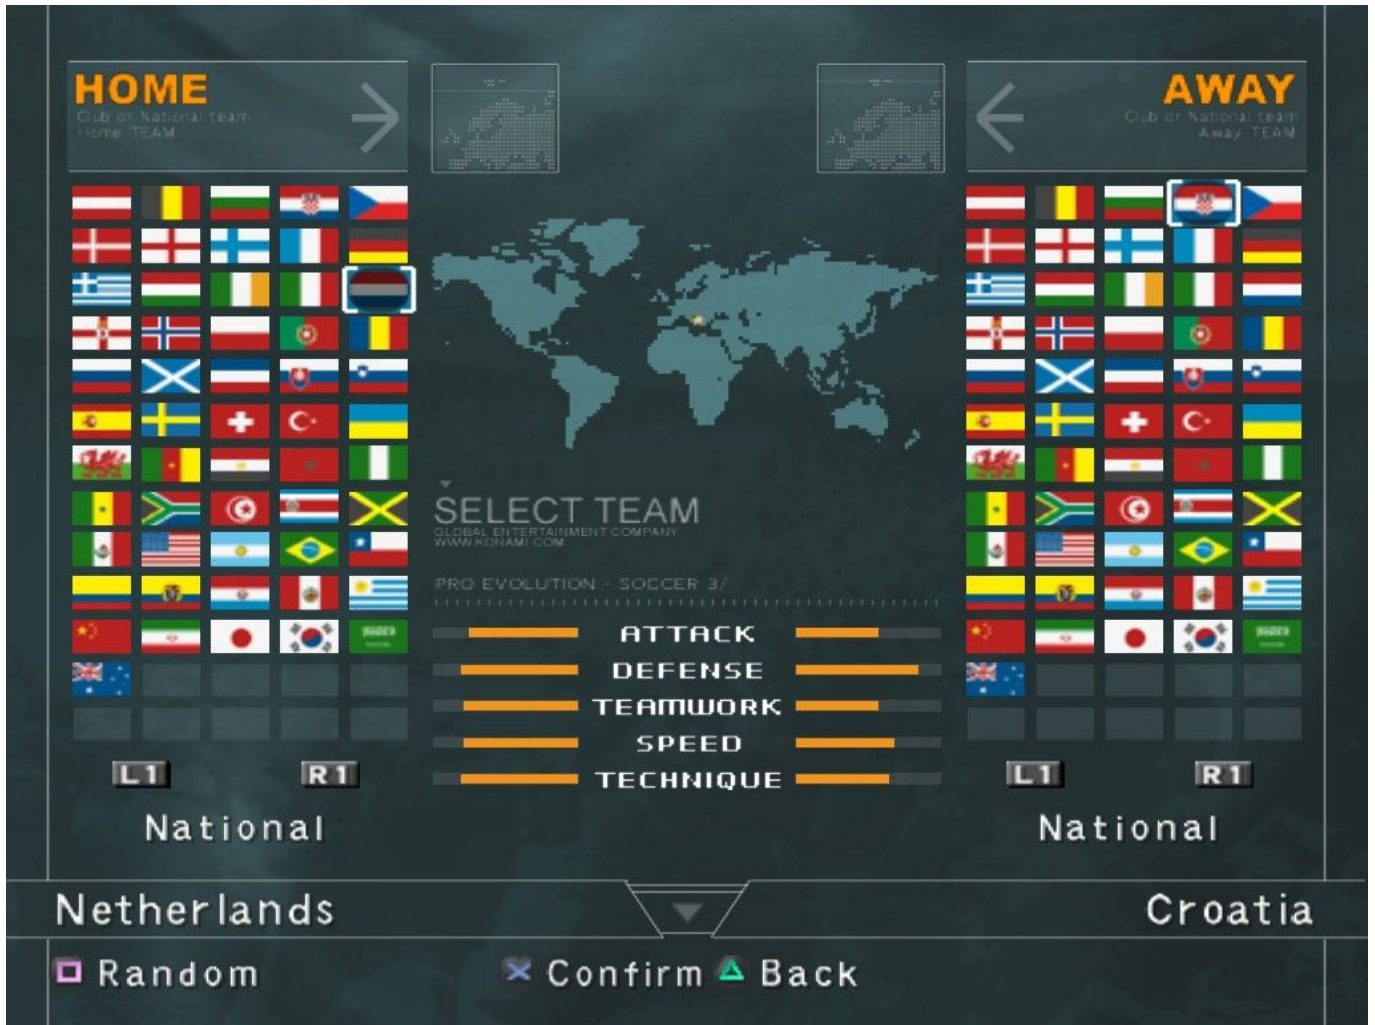 HOME
Club or National team
Home TEAM
AWAY
Club or National team
Away TEAM
SELECT TEAM
GLOBAL ENTERTAINMENT COMPANY
WWW.KONAMI.COM
PRO EVOLUTION - SOCCER 3/
ATTACK
DEFENSE
TEAMWORK
SPEED
TECHNIQUE
L1 R1
L1 R1
National
National
Netherlands
Croatia
Random
Confirm
Back